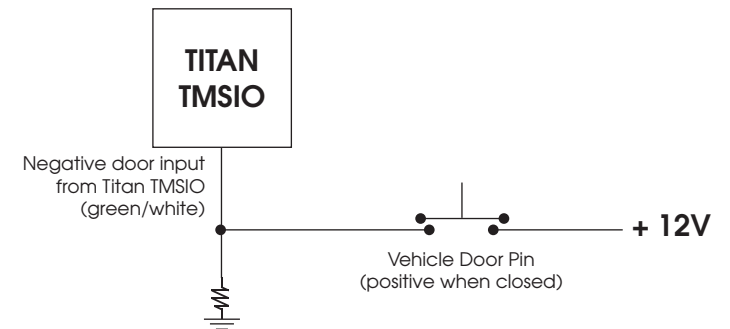 TITAN
TMSIO
Negative door input
from Titan TMSIO
(green/white)
+ 12V
Vehicle Door Pin
(positive when closed)